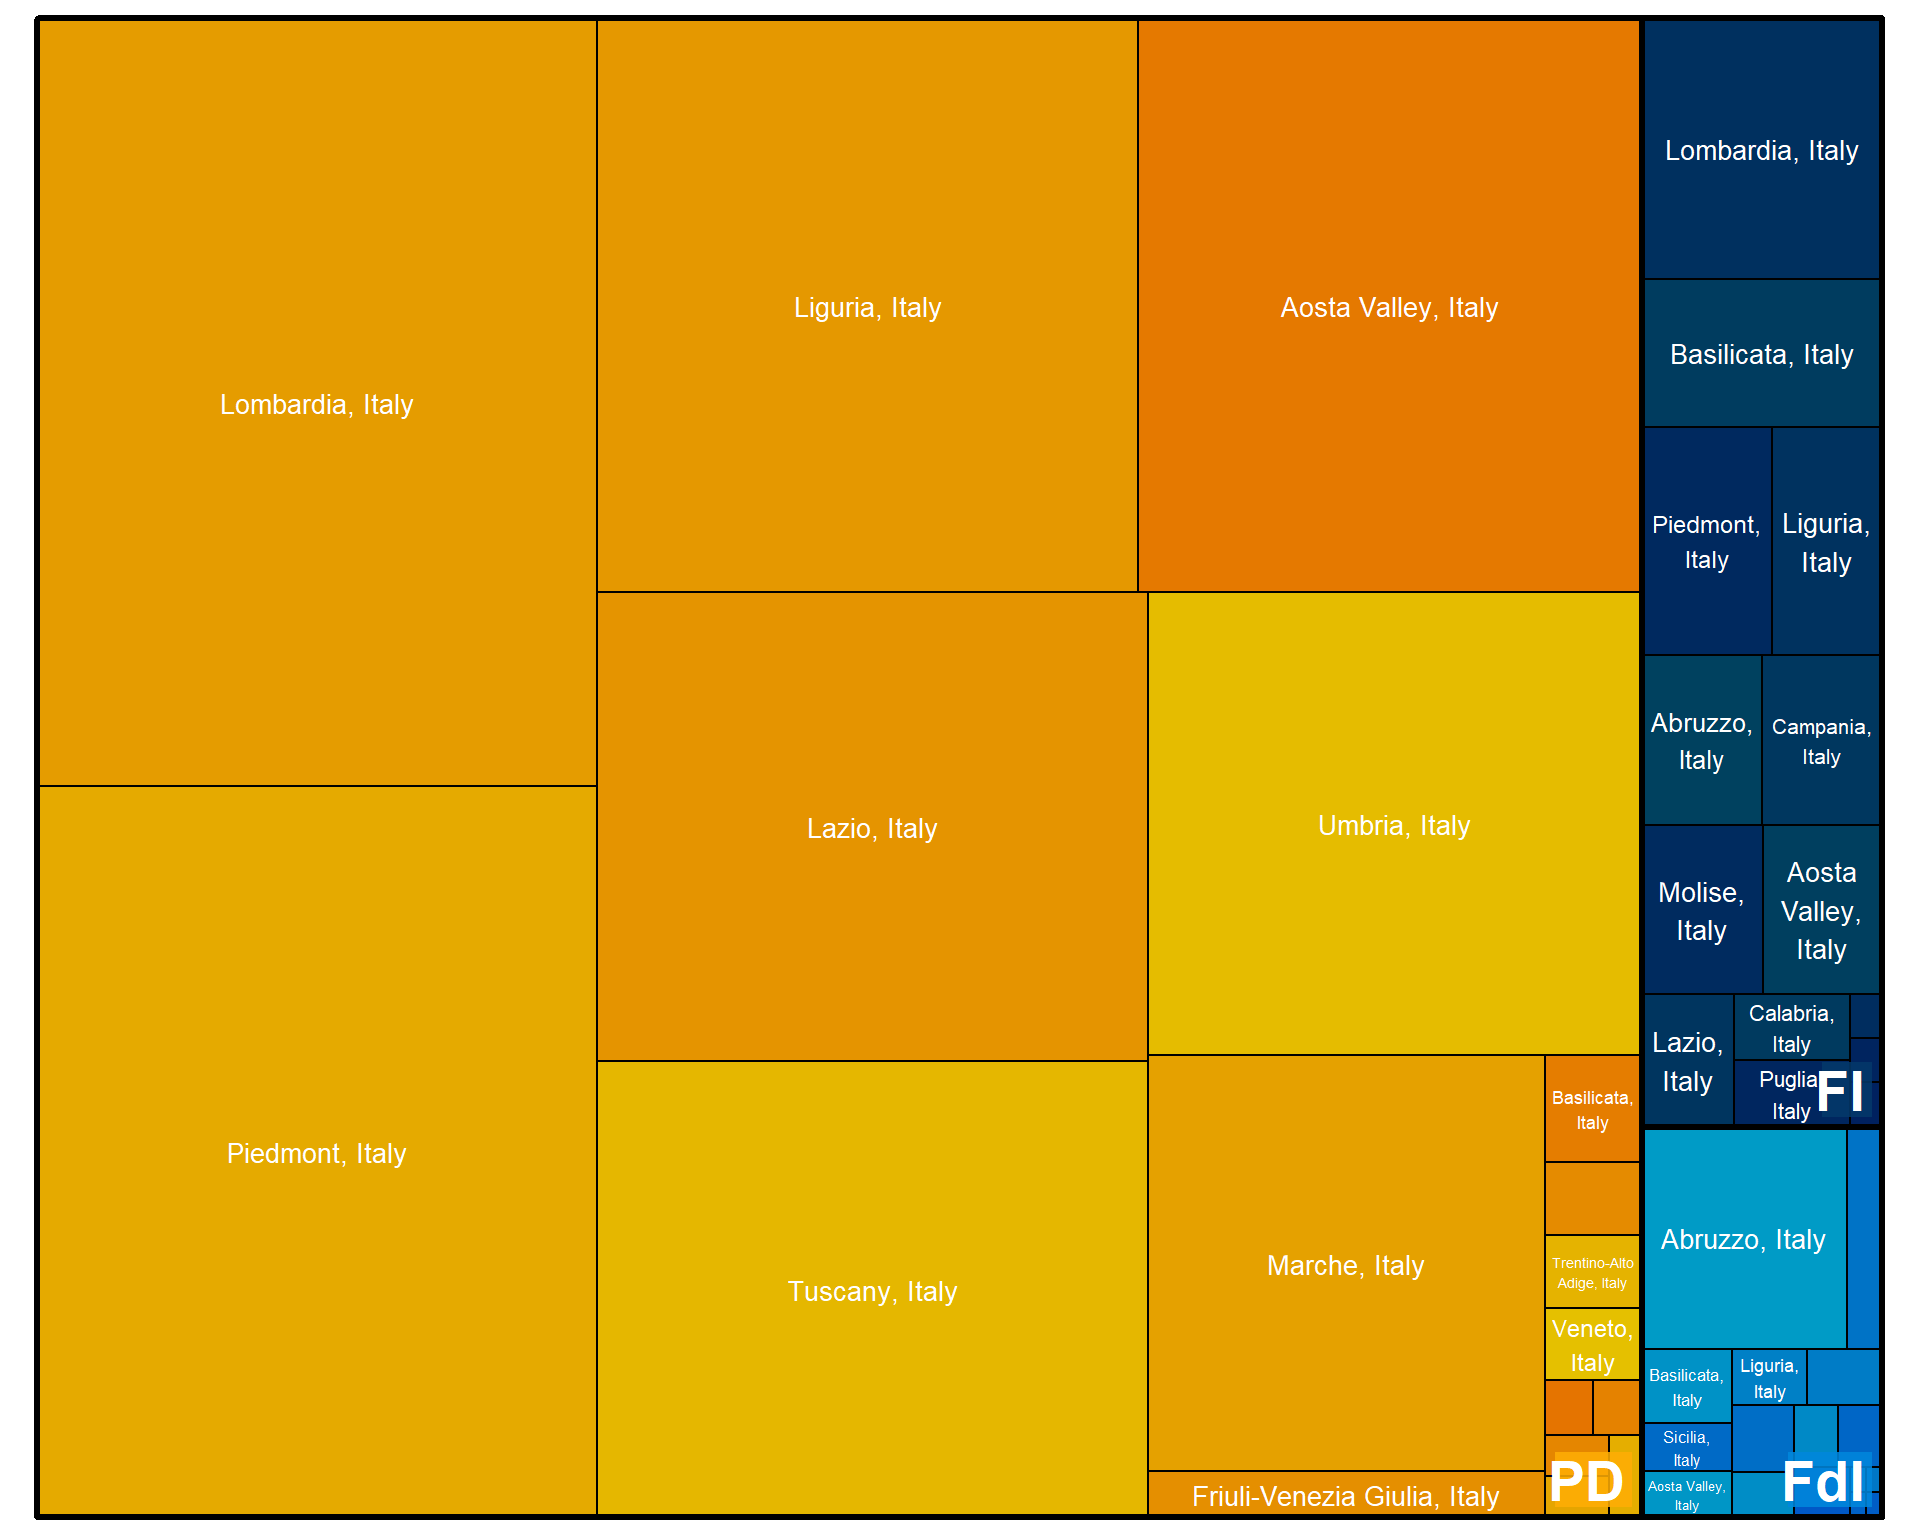 Lombardia, Italy
Liguria, Italy
Aosta Valley, Italy
Piedmont, Italy
Lazio, Italy
Umbria, Italy
Tuscany, Italy
Marche, Italy
Friuli-Venezia Giulia, Italy
Basilicata,
Italy
Trentino-Alto
Adige, Italy
Veneto,
Italy
PD
Lombardia, Italy
Basilicata, Italy
Piedmont,
Italy
Liguria,
Italy
Abruzzo,
Italy
Campania,
Italy
Molise,
Italy
Aosta
Valley,
Italy
Lazio,
Italy
Calabria,
Italy
Puglia,
Italy
FI
Abruzzo, Italy
Basilicata,
Italy
Liguria,
Italy
Sicilia,
Italy
Aosta Valley,
Italy
FdI